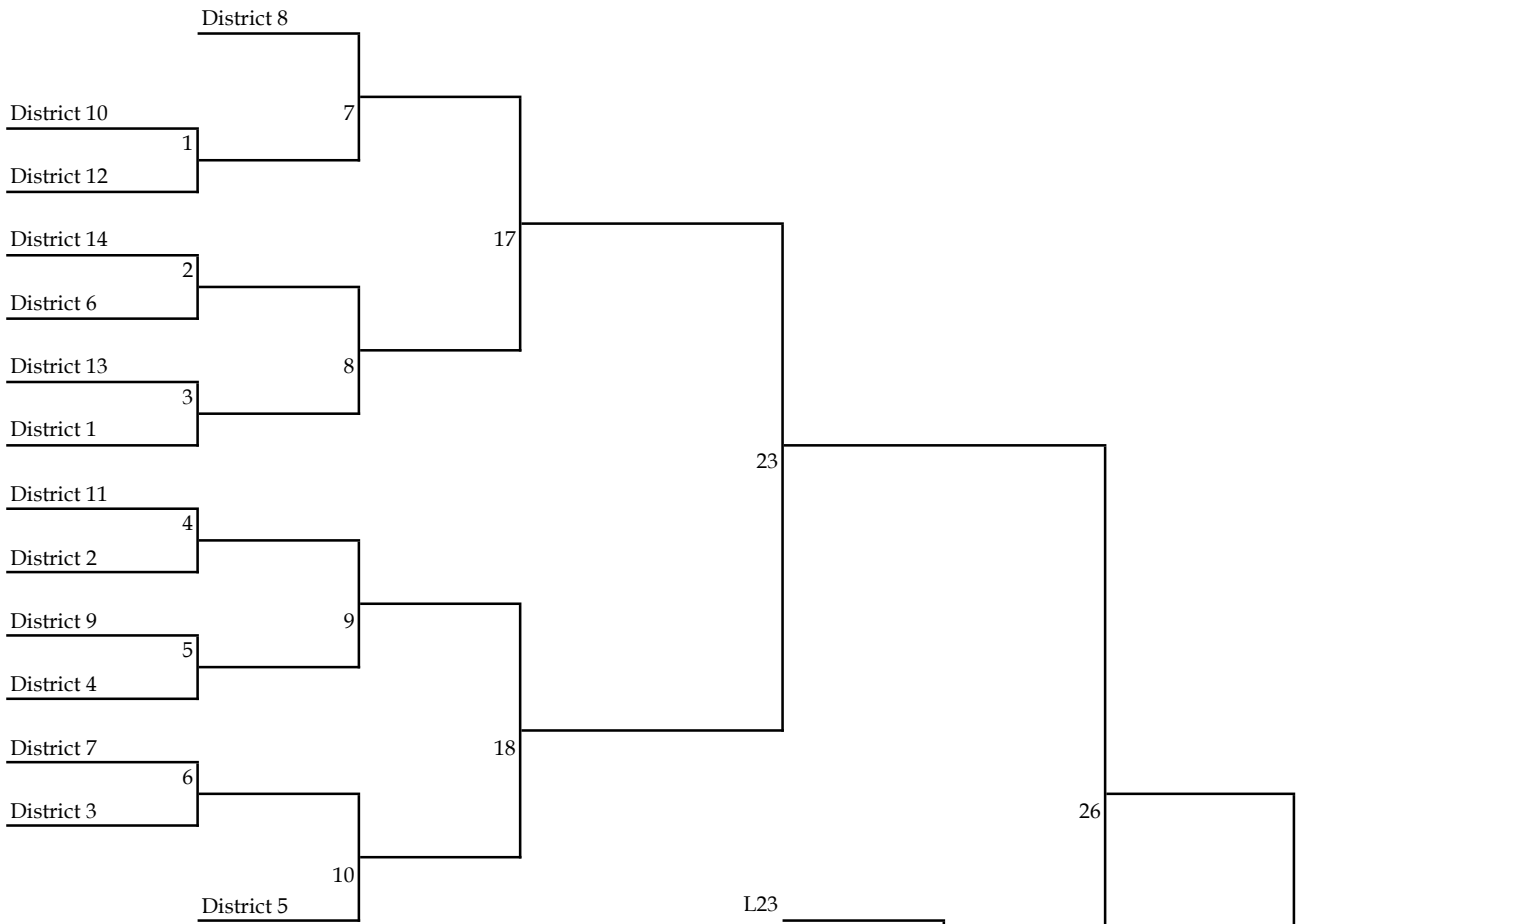 District 8
7
District 10
1
District 12
District 14
17
2
District 6
District 13
8
3
District 1
23
District 11
4
District 2
District 9
9
5
District 4
District 7
18
6
District 3
26
10
District 5
L23